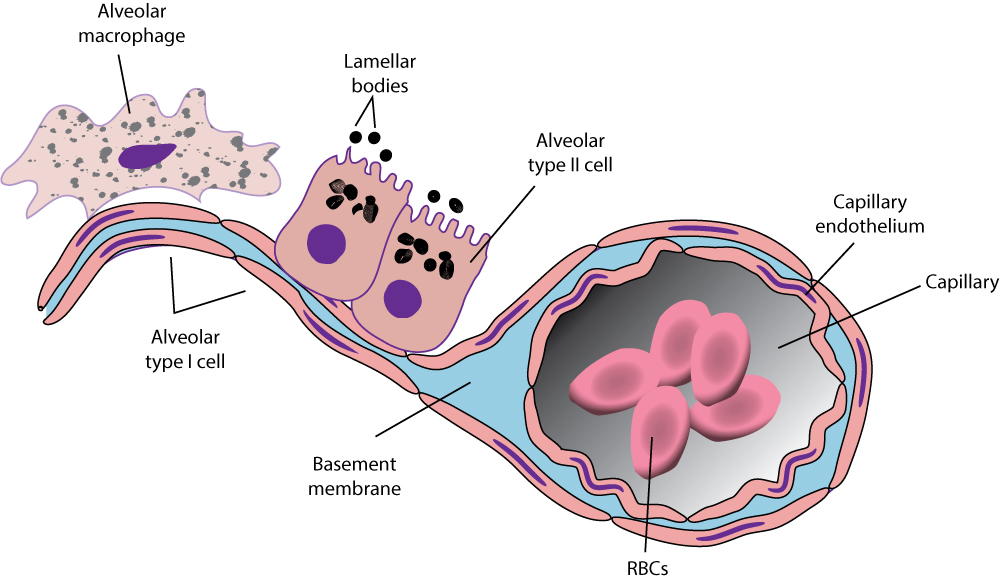 Alveolar
macrophage
Lamellar
bodies
Alveolar
type II cell
Capillary
endothelium
Capillary
Alveolar
type I cell
Basement
membrane
RBCs